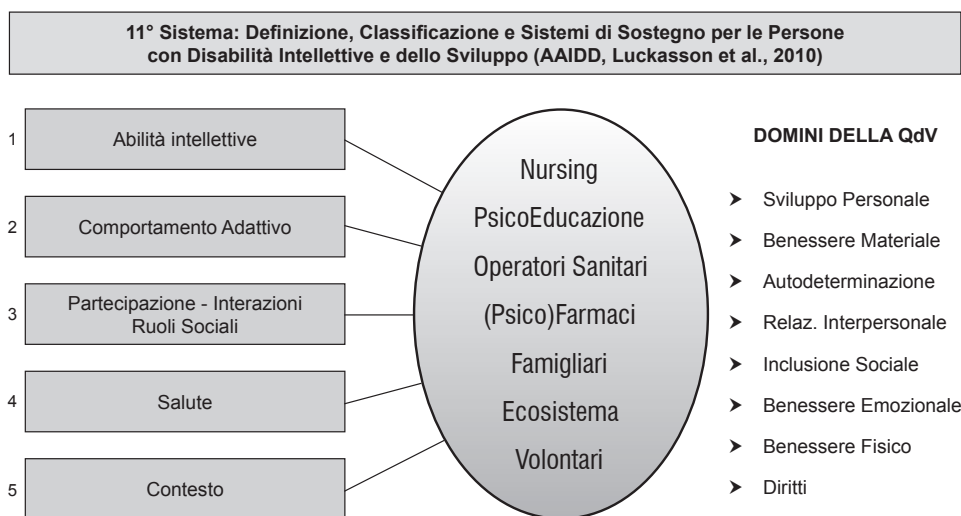 11° Sistema: Definizione, Classificazione e Sistemi di Sostegno per le Persone
con Disabilità Intellettive e dello Sviluppo (AAIDD, Luckasson et al., 2010)
1
Abilità intellettive
2
Comportamento Adattivo
3
Partecipazione - Interazioni
Ruoli Sociali
4
Salute
5
Contesto
Nursing
PsicoEducazione
Operatori Sanitari
(Psico)Farmaci
Famigliari
Ecosistema
Volontari
DOMINI DELLA QdV
➤ Sviluppo Personale
➤ Benessere Materiale
➤ Autodeterminazione
➤ Relaz. Interpersonale
➤ Inclusione Sociale
➤ Benessere Emozionale
➤ Benessere Fisico
➤ Diritti